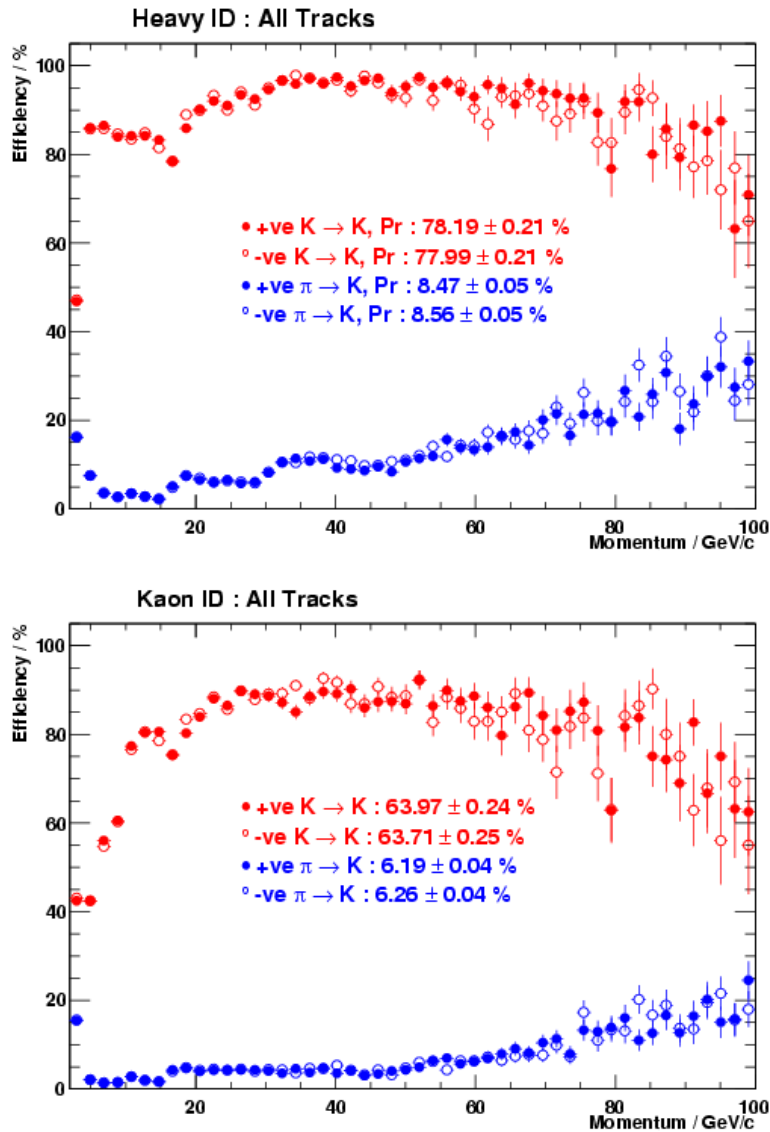 Heavy ID : All Tracks
Efficiency / %
100
80
60
40
20
0
+ve K → K, Pr : 78.19 ± 0.21 %
-ve K → K, Pr : 77.99 ± 0.21 %
+ve π → K, Pr : 8.47 ± 0.05 %
-ve π → K, Pr : 8.56 ± 0.05 %
20 40 60 80 100
Momentum / GeV/c
Kaon ID : All Tracks
Efficiency / %
100
80
60
40
20
0
+ve K → K : 63.97 ± 0.24 %
-ve K → K : 63.71 ± 0.25 %
+ve π → K : 6.19 ± 0.04 %
-ve π → K : 6.26 ± 0.04 %
20 40 60 80 100
Momentum / GeV/c